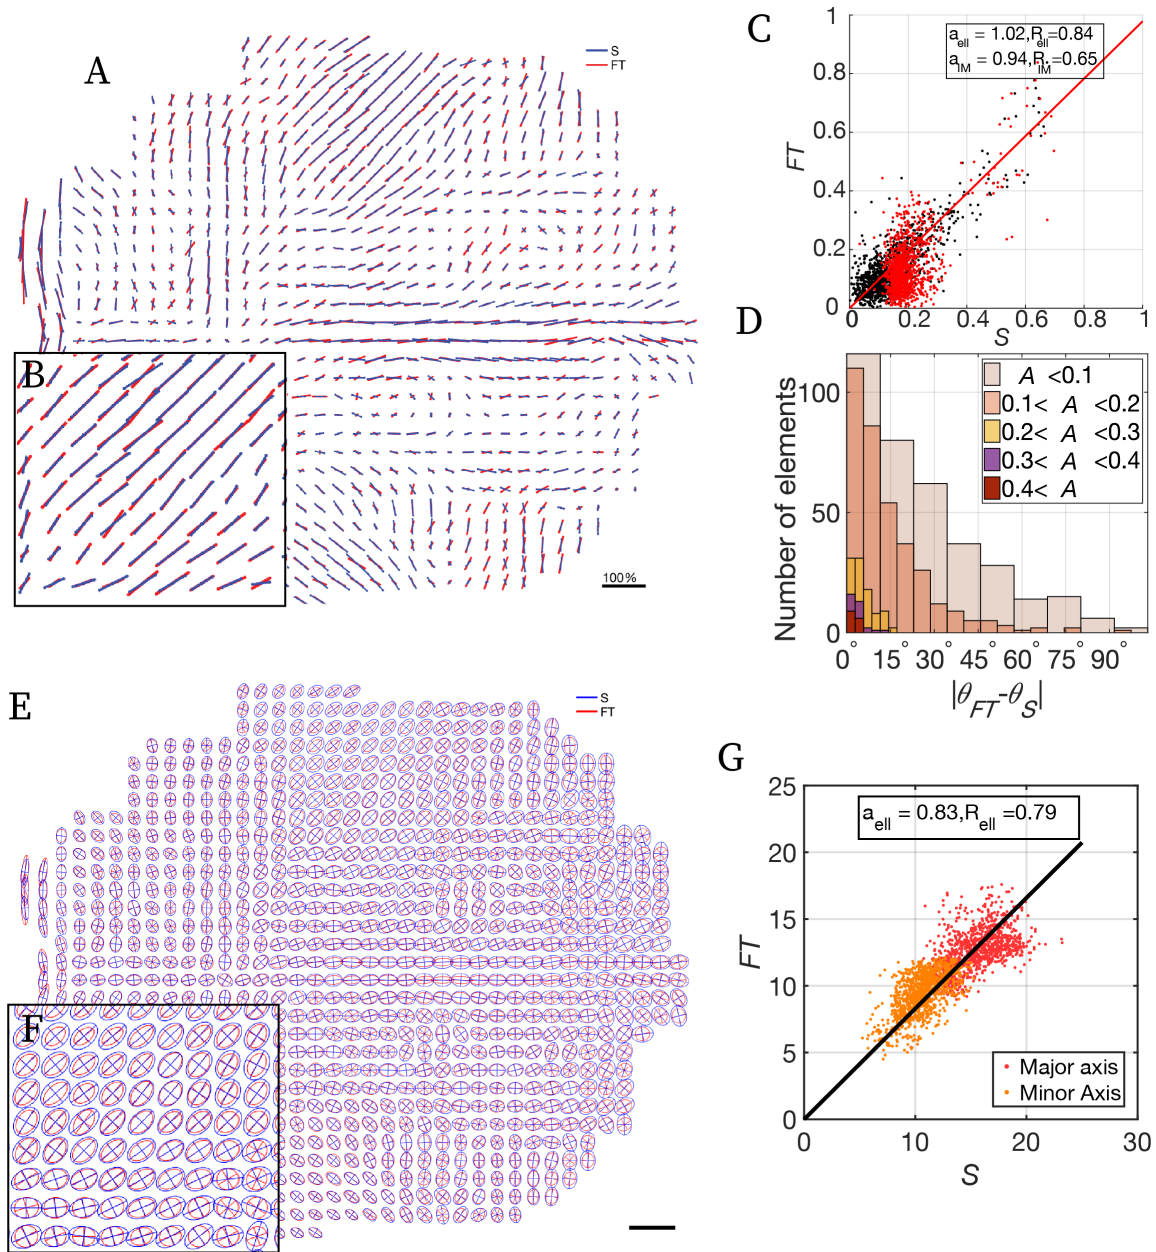 A
S
FT
B
100%
C
a_ell = 1.02,R_ell=0.84
a_IM = 0.94,R_IM=0.65
1
0.8
0.6
0.4
0.2
0
FT
0 0.2 0.4 0.6 0.8 1
S
D
A <0.1
0.1< A <0.2
0.2< A <0.3
0.3< A <0.4
0.4< A
100
50
0
Number of elements
0° 15° 30° 45° 60° 75° 90°
|θ_FT-θ_S|
E
S
FT
F
G
a_ell = 0.83,R_ell =0.79
25
20
15
10
5
0
FT
Major axis
Minor Axis
0 10 20 30
S